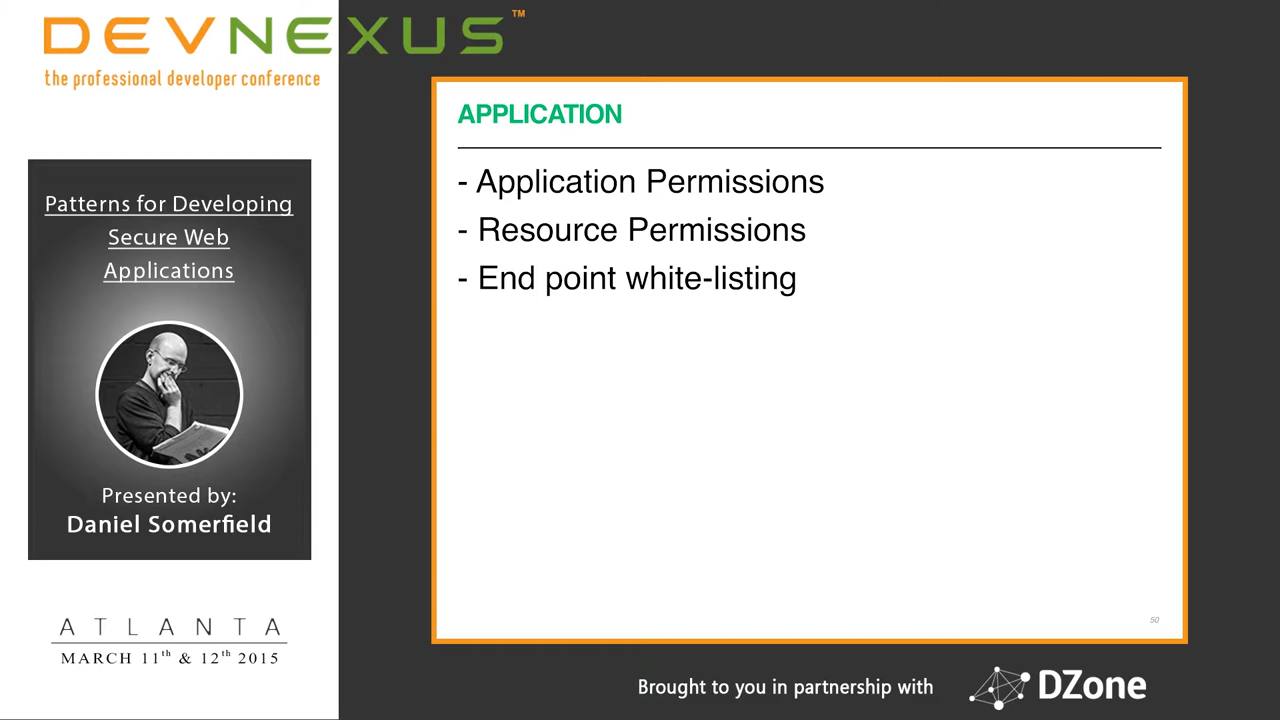 DEVNEXUS™
the professional developer conference
Patterns for Developing
Secure Web
Applications
Presented by:
Daniel Somerfield
ATLANTA
MARCH 11th & 12th 2015
APPLICATION
- Application Permissions
- Resource Permissions
- End point white-listing
50
Brought to you in partnership with
DZone